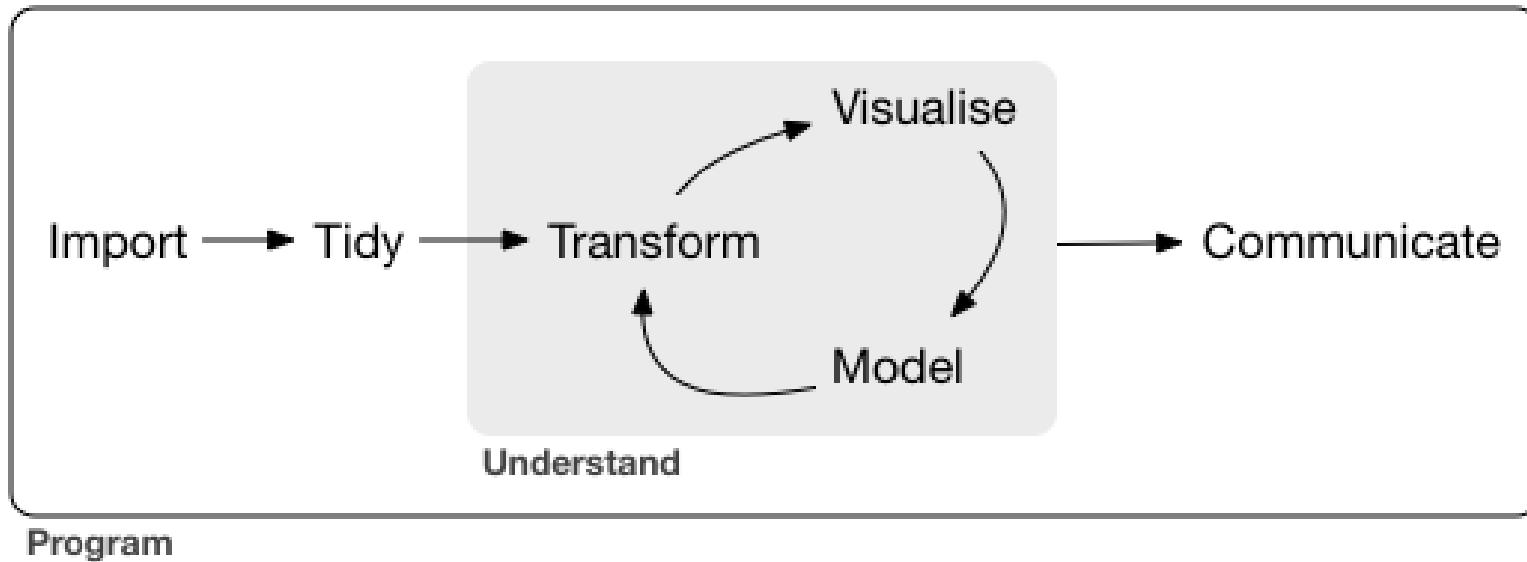 Visualise
Import Tidy Transform Communicate
Model
Understand
Program